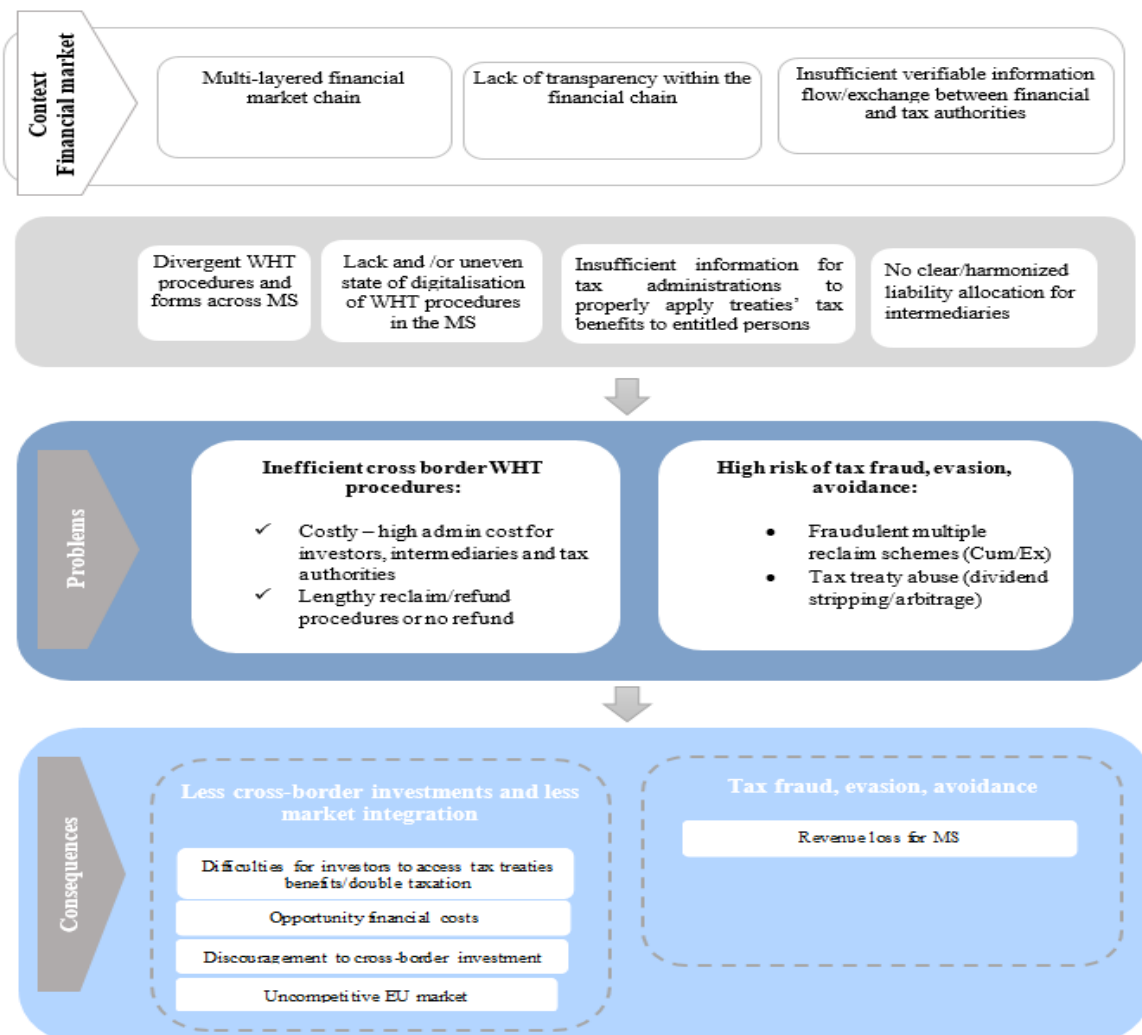 Context
Financial market
Multi-layered financial
market chain
Lack of transparency within the
financial chain
Insufficient verifiable information
flow/exchange between financial
and tax authorities
Divergent WHT
procedures and
forms across MS
Lack and /or uneven
state of digitalisation
of WHT procedures
in the MS
Insufficient information for
tax administrations to
properly apply treaties’ tax
benefits to entitled persons
No clear/harmonized
liability allocation for
intermediaries
Problems
Inefficient cross border WHT
procedures:
✓ Costly – high admin cost for
investors, intermediaries and tax
authorities
✓ Lengthy reclaim/refund
procedures or no refund
High risk of tax fraud, evasion,
avoidance:
• Fraudulent multiple
reclaim schemes (Cum/Ex)
• Tax treaty abuse (dividend
stripping/arbitrage)
Consequences
Less cross-border investments and less
market integration
Difficulties for investors to access tax treaties
benefits/double taxation
Opportunity financial costs
Discouragement to cross-border investment
Uncompetitive EU market
Tax fraud, evasion, avoidance
Revenue loss for MS